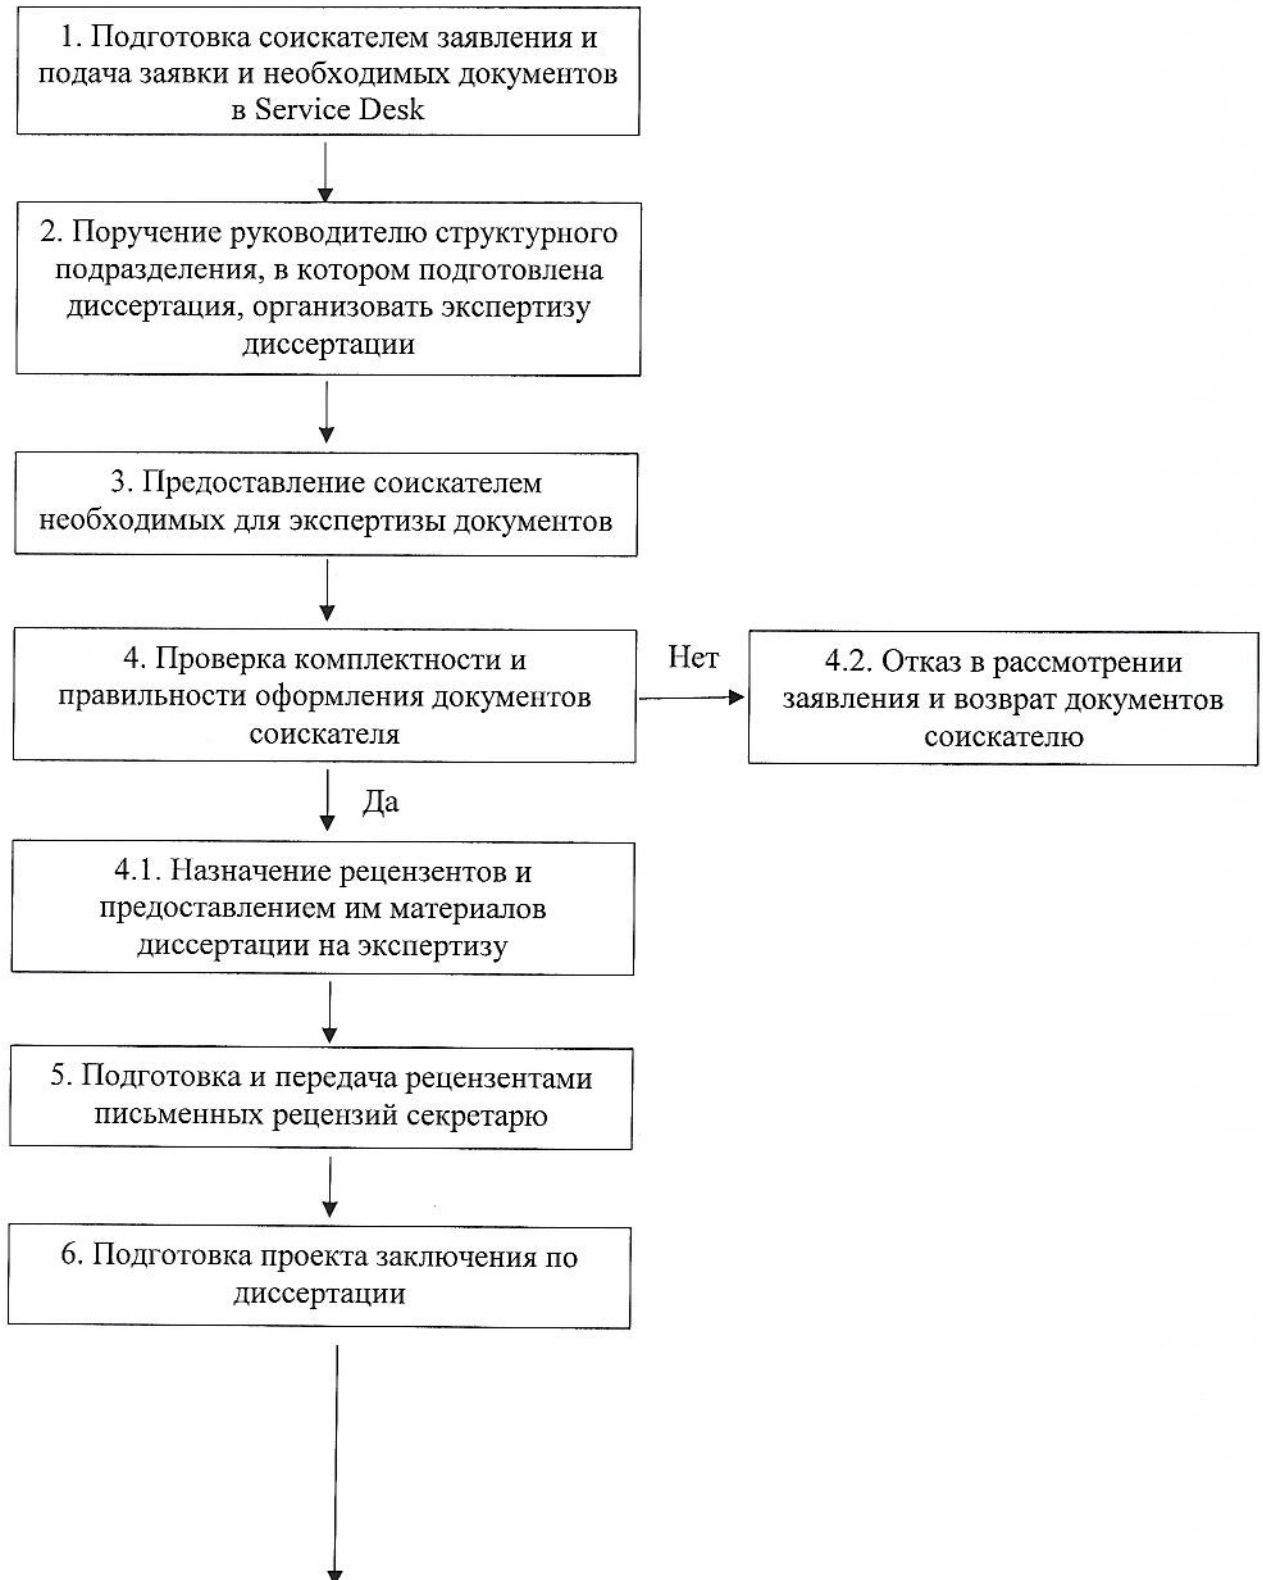 1. Подготовка соискателем заявления и
подача заявки и необходимых документов
в Service Desk
2. Поручение руководителю структурного
подразделения, в котором подготовлена
диссертация, организовать экспертизу
диссертации
3. Предоставление соискателем
необходимых для экспертизы документов
4. Проверка комплектности и
правильности оформления документов
соискателя
Нет
4.2. Отказ в рассмотрении
заявления и возврат документов
соискателю
Да
4.1. Назначение рецензентов и
предоставлением им материалов
диссертации на экспертизу
5. Подготовка и передача рецензентами
письменных рецензий секретарю
6. Подготовка проекта заключения по
диссертации